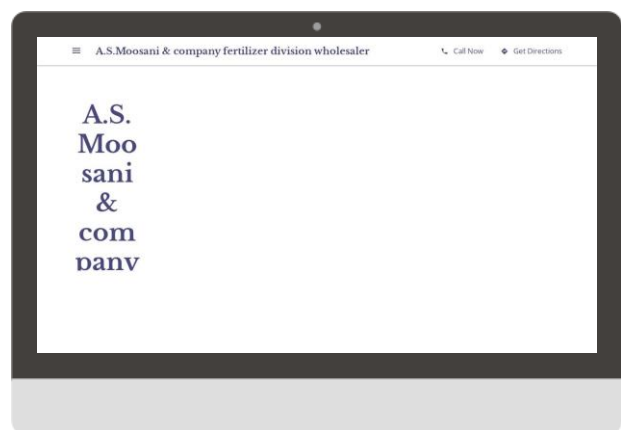 A.S.Moosani & company fertilizer division wholesaler
Call Now
Get Directions
A.S.
Moo
sani
&
com
pany